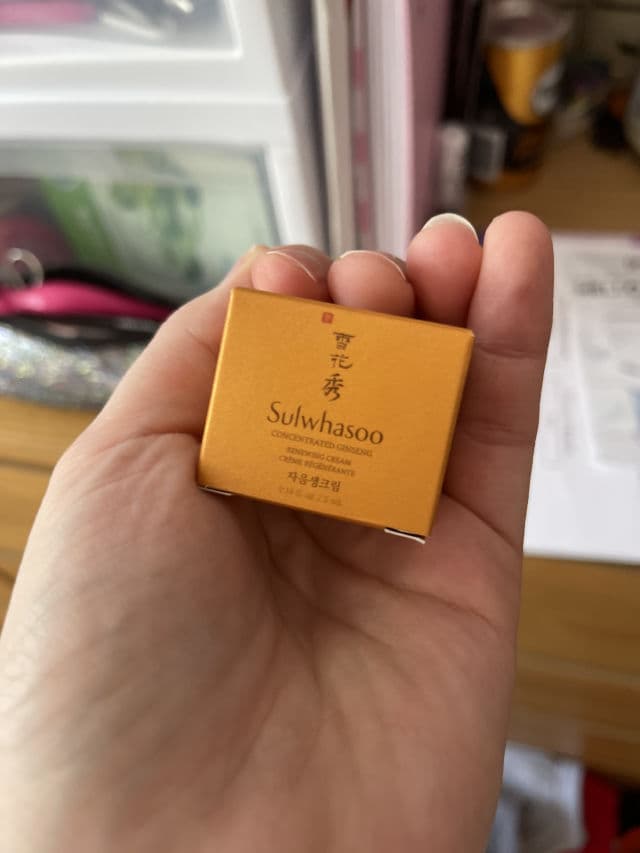 雪
花
秀
Sulwhasoo
CONCENTRATED GINSENG
RENEWING CREAM
CRÈME RÉGÉNÉRANTE
자음생크림